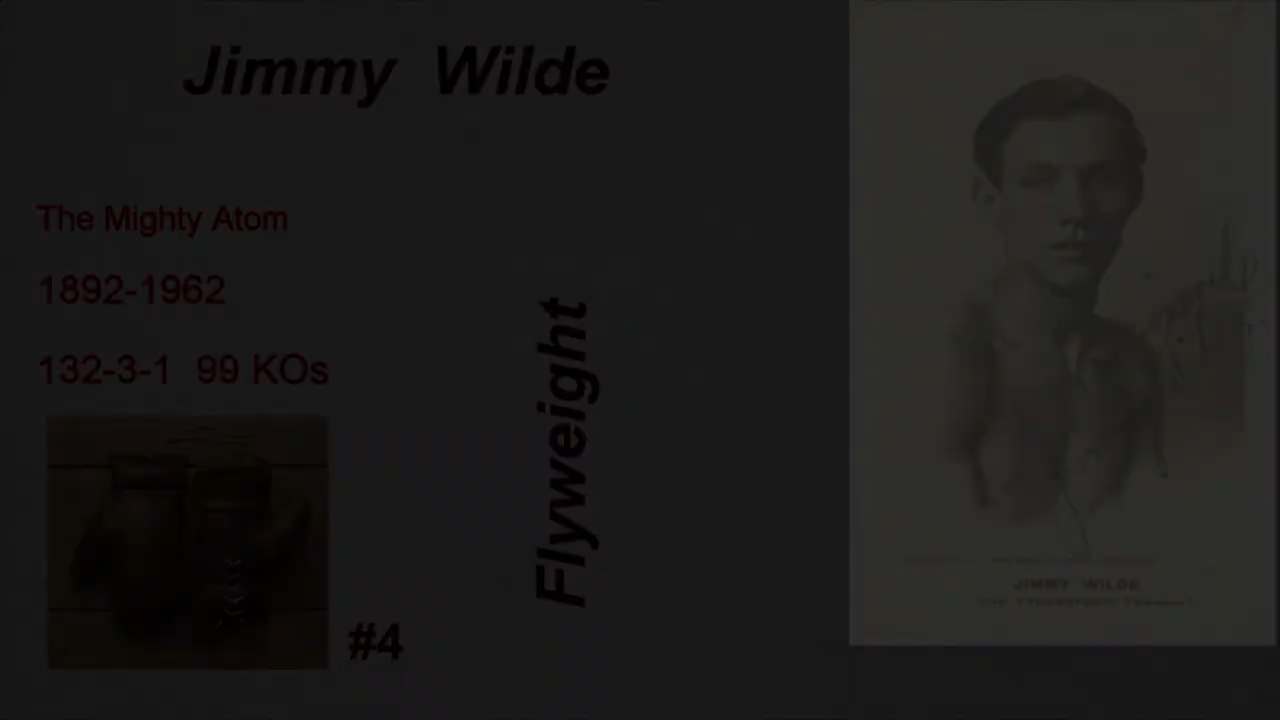 Jimmy Wilde
The Mighty Atom
1892-1962
132-3-1 99 KOs
Flyweight
#4
JIMMY WILDE